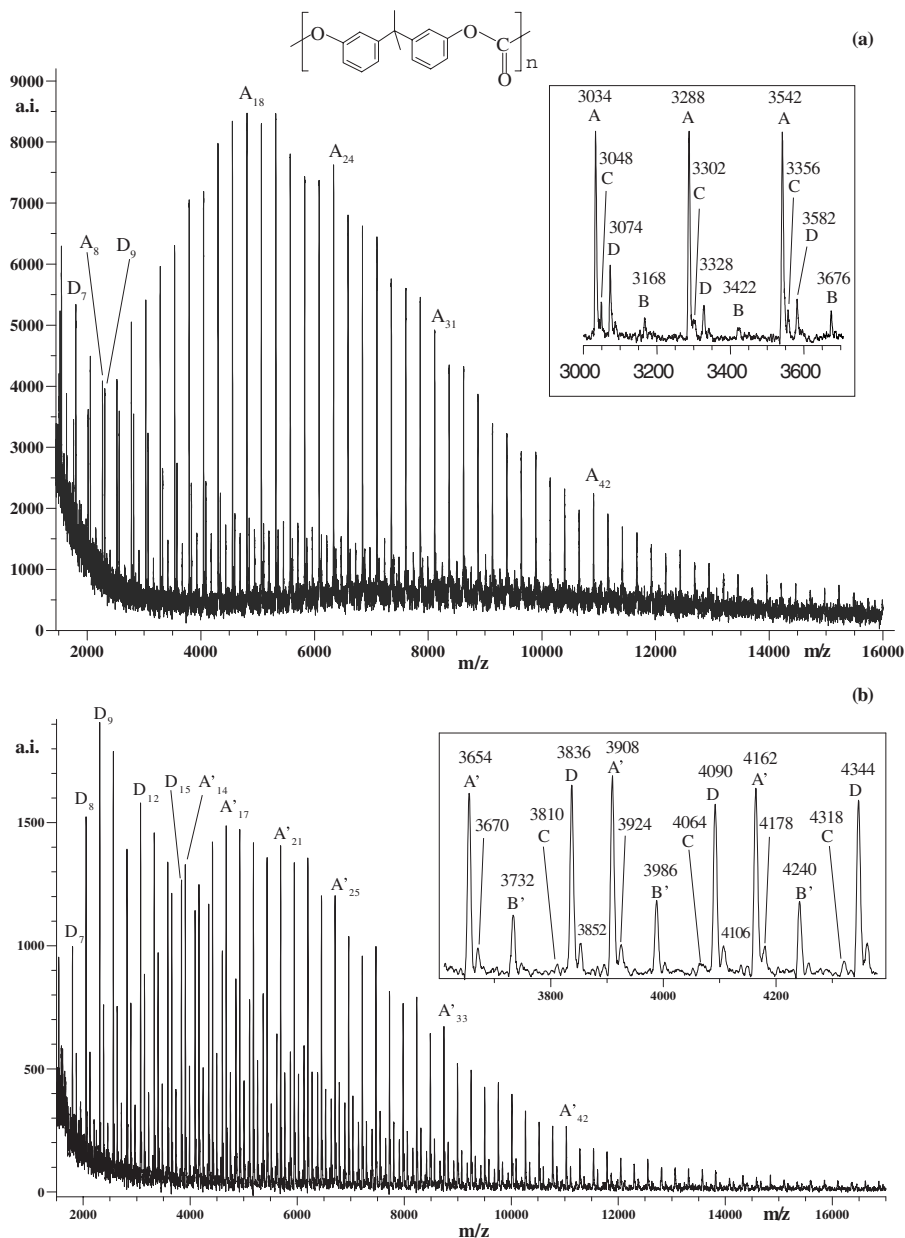 O
O
C
O
n
(a)
9000
a.i.
8000
7000
6000
5000
4000
3000
2000
1000
0
A18
A24
A8
D9
D7
A31
A42
2000 4000 6000 8000 10000 12000 14000 16000
m/z m/z
3034 3288 3542
A A A
3048 3302 3356
C C C
3074 3328 3582
D D D
3168 3422 3676
B B B
3000 3200 3400 3600
(b)
a.i.
1500
1000
500
0
D9
D8
D12
D15
A'14
A'17
A'21
A'25
D7
A'33
A'42
2000 4000 6000 8000 10000 12000 14000 16000
m/z m/z
3654 3836 3908 4090 4162 4344
A' D A' D A' D
3670 3810 3924 4064 4178 4318
C C C
3732 3986 4240
B' B' B'
3852 4106
3800 4000 4200